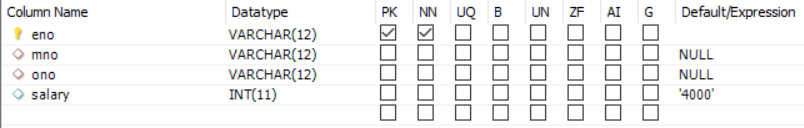 Column Name Datatype PK NN UQ B UN ZF AI G Default/Expression
eno VARCHAR(12)
mno VARCHAR(12) NULL
ono VARCHAR(12) NULL
salary INT(11) '4000'